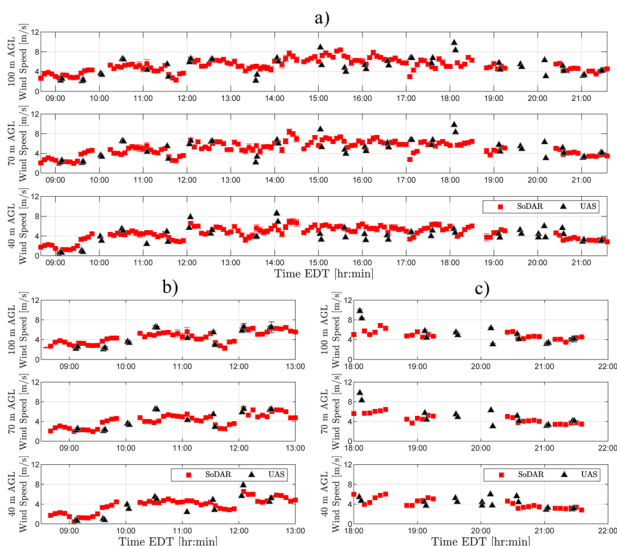 a)
12
8
4
0
100 m AGL
Wind Speed [m/s]
09:00 10:00 11:00 12:00 13:00 14:00 15:00 16:00 17:00 18:00 19:00 20:00 21:00
12
8
4
0
70 m AGL
Wind Speed [m/s]
09:00 10:00 11:00 12:00 13:00 14:00 15:00 16:00 17:00 18:00 19:00 20:00 21:00
12
8
4
0
40 m AGL
Wind Speed [m/s]
SoDAR UAS
09:00 10:00 11:00 12:00 13:00 14:00 15:00 16:00 17:00 18:00 19:00 20:00 21:00
Time EDT [hr:min]
b)
12
8
4
0
100 m AGL
Wind Speed [m/s]
09:00 10:00 11:00 12:00 13:00
12
8
4
0
70 m AGL
Wind Speed [m/s]
09:00 10:00 11:00 12:00 13:00
12
8
4
0
40 m AGL
Wind Speed [m/s]
SoDAR UAS
09:00 10:00 11:00 12:00 13:00
Time EDT [hr:min]
c)
12
8
4
0
100 m AGL
Wind Speed [m/s]
18:00 19:00 20:00 21:00 22:00
12
8
4
0
70 m AGL
Wind Speed [m/s]
18:00 19:00 20:00 21:00 22:00
12
8
4
0
40 m AGL
Wind Speed [m/s]
SoDAR UAS
18:00 19:00 20:00 21:00 22:00
Time EDT [hr:min]